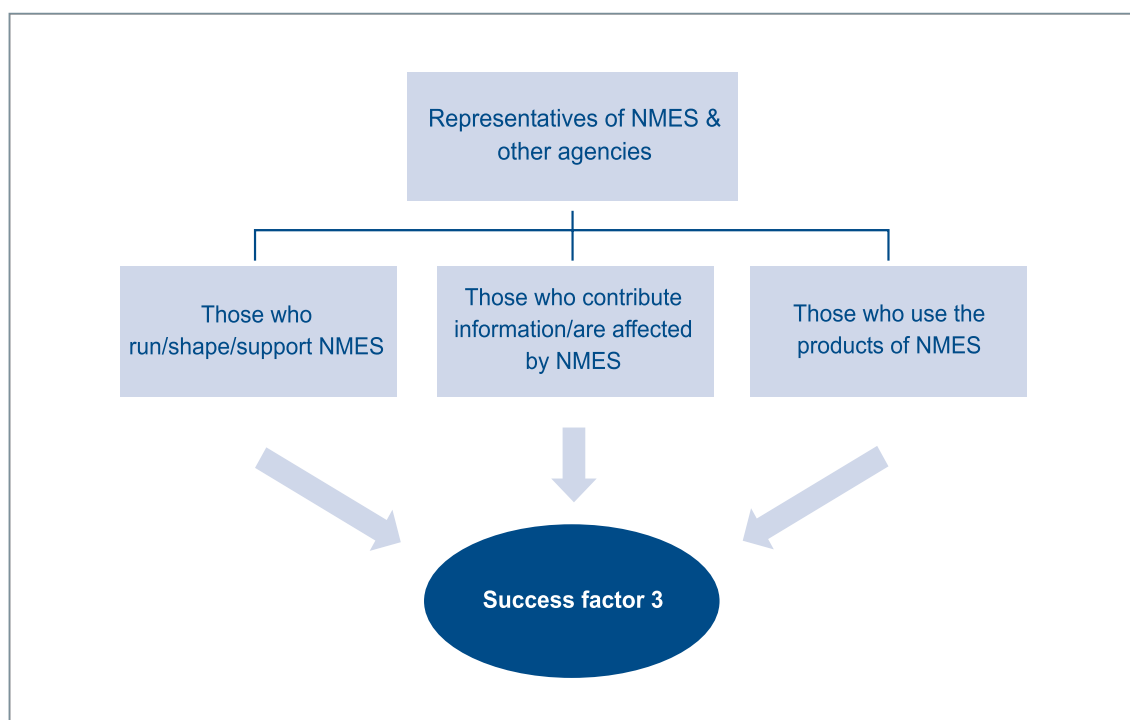 Representatives of NMES &
other agencies
Those who
run/shape/support NMES
Those who contribute
information/are affected
by NMES
Those who use the
products of NMES
Success factor 3